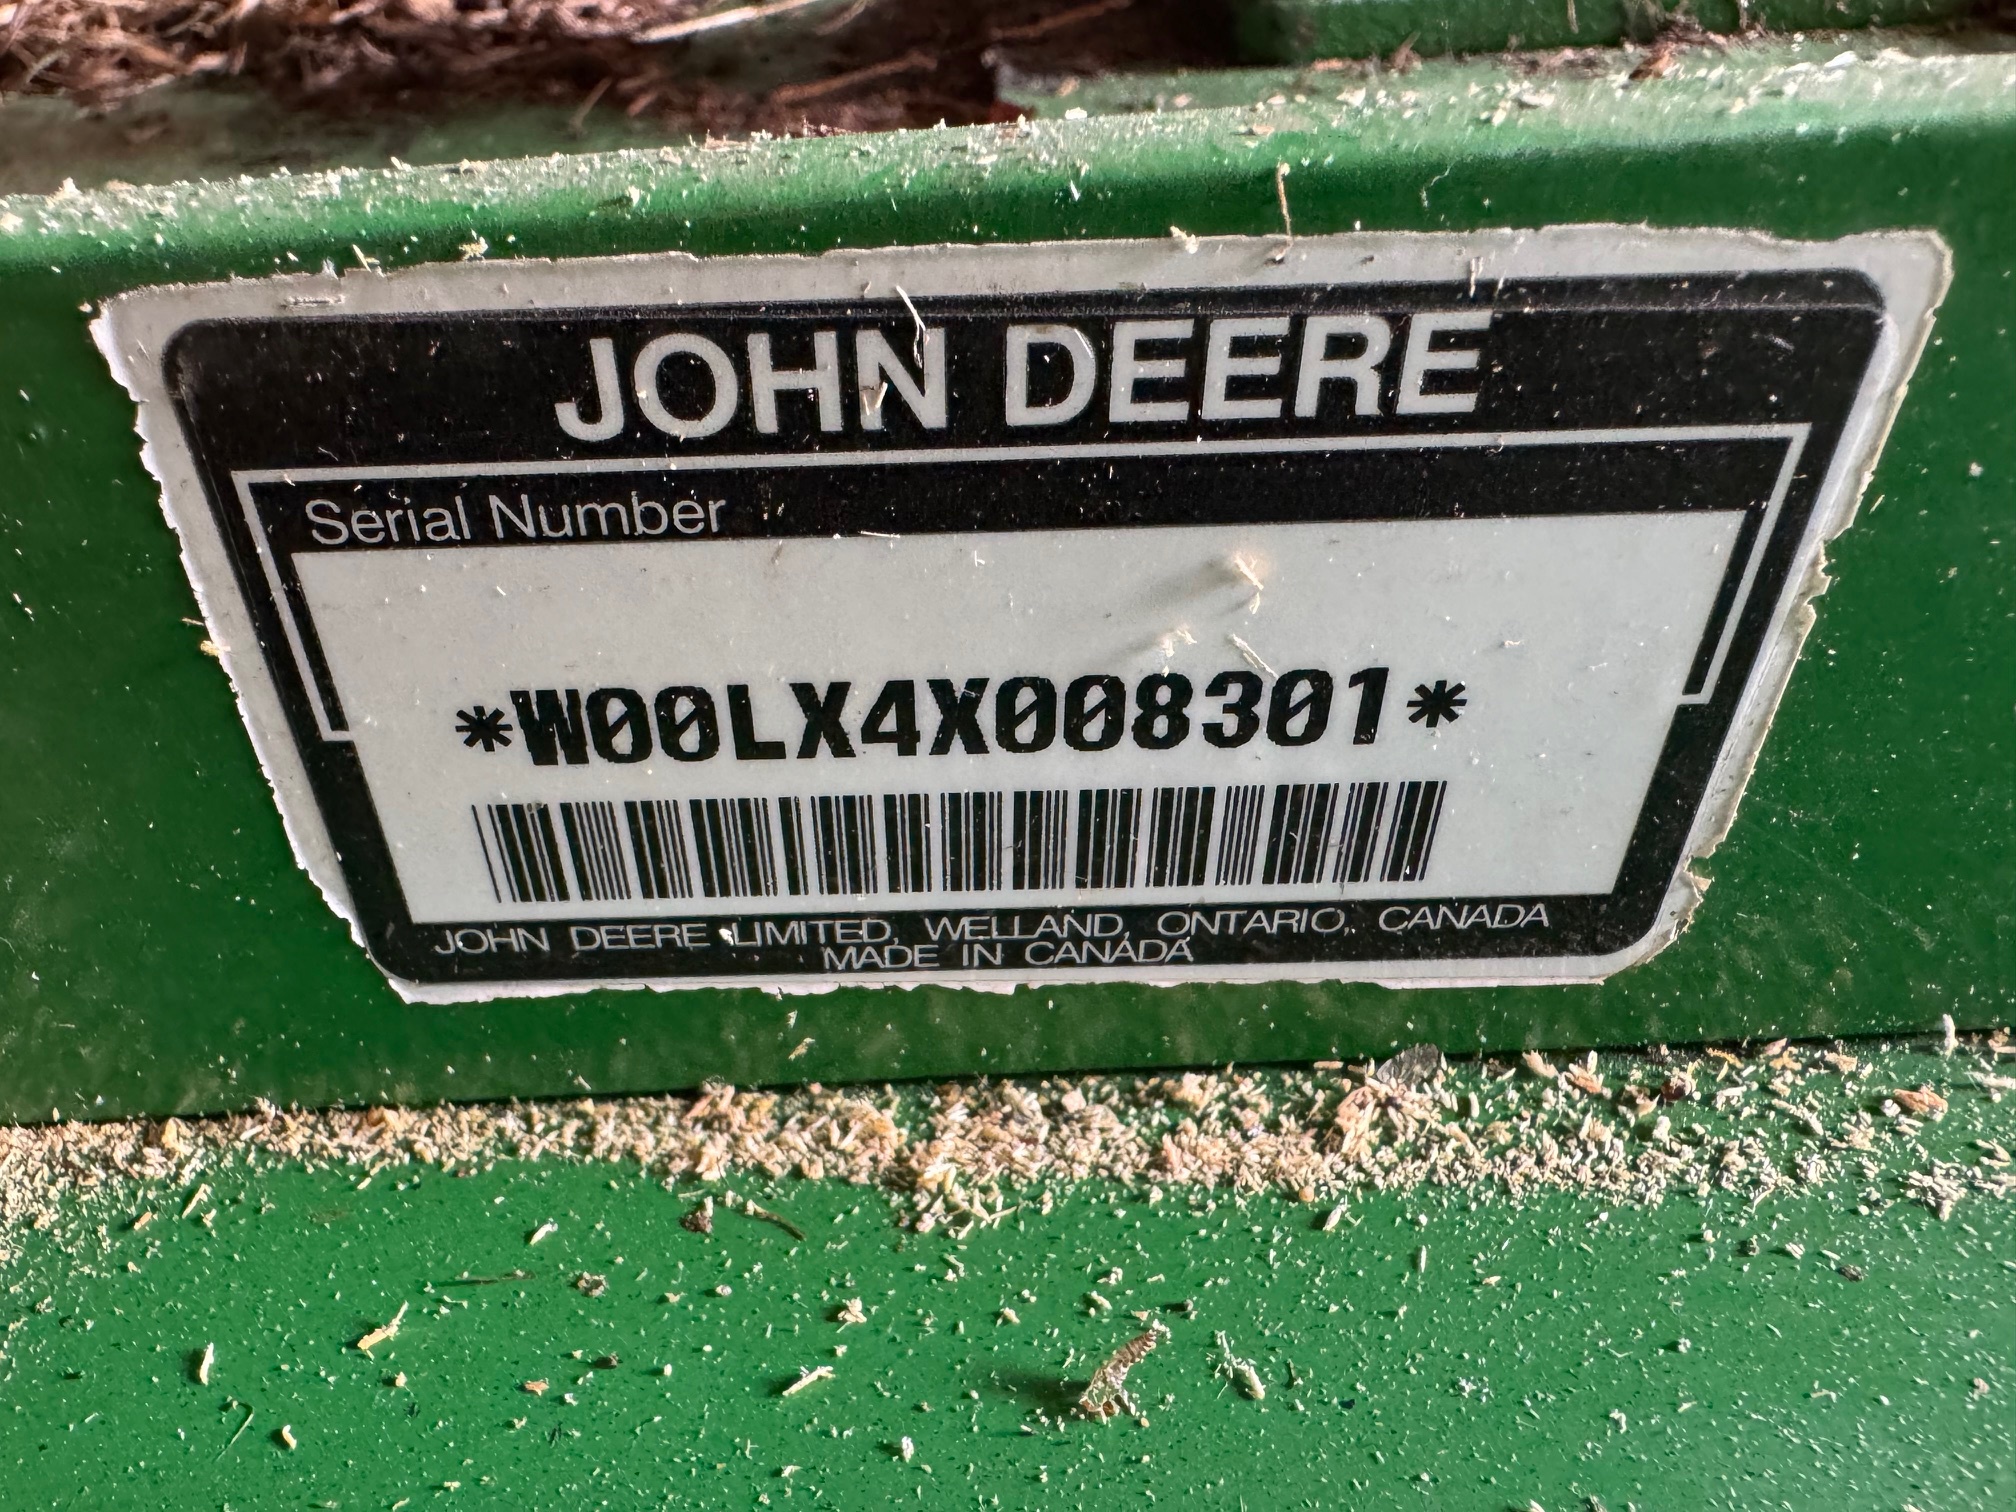 JOHN DEERE
Serial Number
*W00LX4X008301*
JOHN DEERE LIMITED, WELLAND, ONTARIO, CANADA
MADE IN CANADA